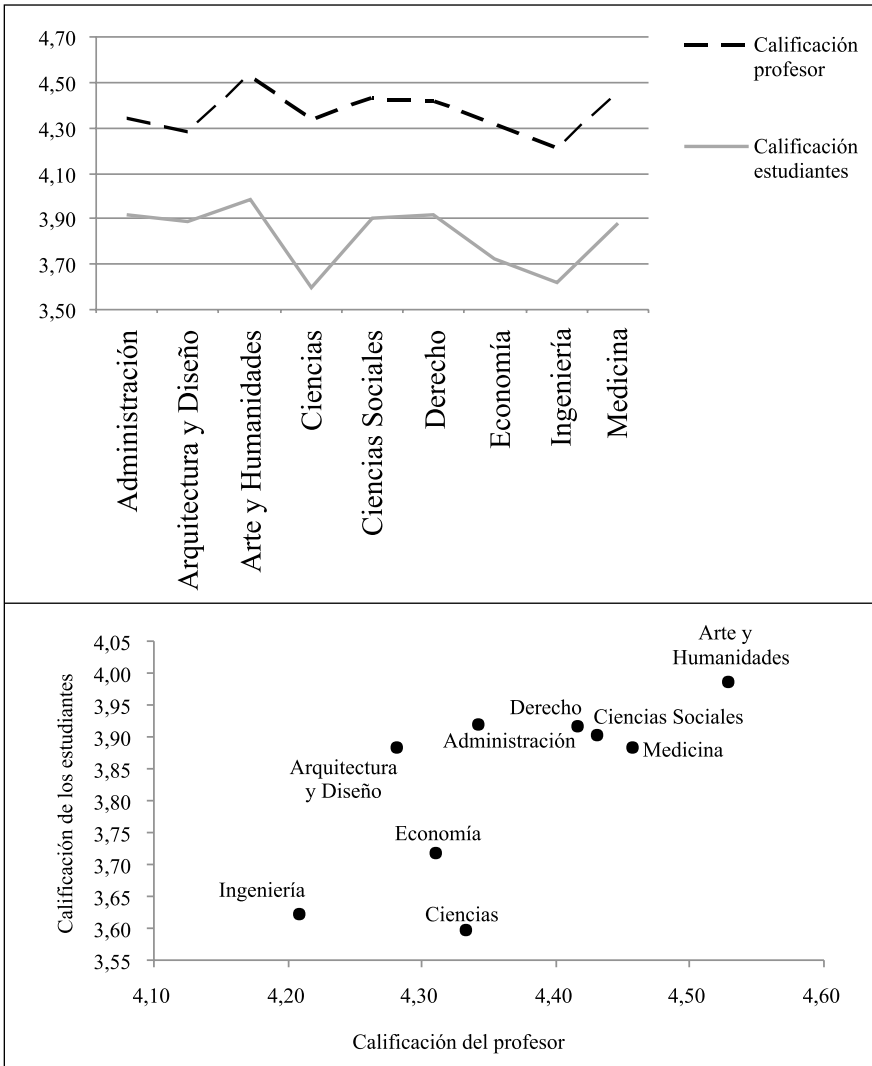 4,70
4,50
4,30
4,10
3,90
3,70
3,50
Calificación
profesor
Calificación
estudiantes
Administración
Arquitectura y Diseño
Arte y Humanidades
Ciencias
Ciencias Sociales
Derecho
Economía
Ingeniería
Medicina
Calificación de los estudiantes
4,05
4,00
3,95
3,90
3,85
3,80
3,75
3,70
3,65
3,60
3,55
Arte y
Humanidades
Derecho
Ciencias Sociales
Administración
Medicina
Arquitectura
y Diseño
Economía
Ingeniería
Ciencias
4,10
4,20
4,30
4,40
4,50
4,60
Calificación del profesor